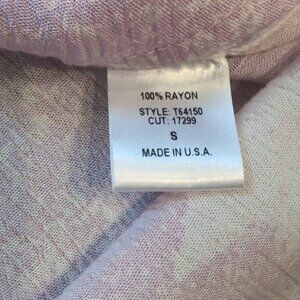 100% RAYON
STYLE: T64150
CUT: 17299
S
MADE IN U.S.A.